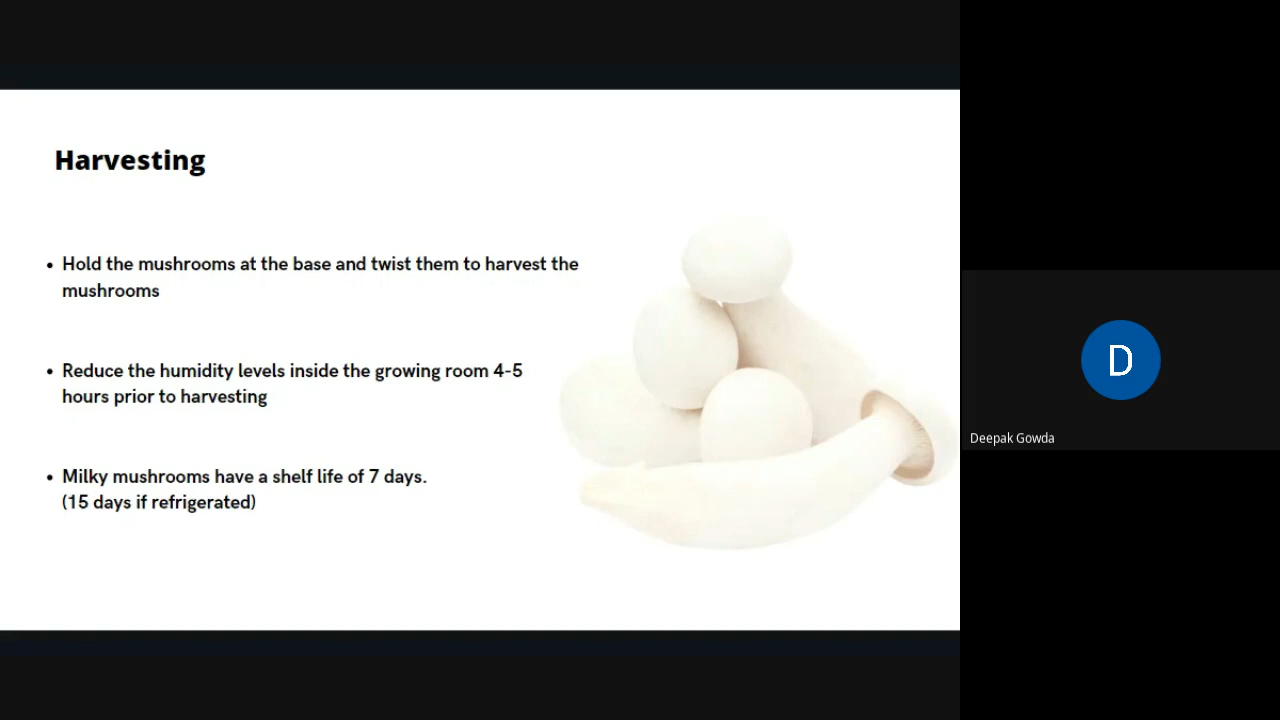 Harvesting
• Hold the mushrooms at the base and twist them to harvest the
mushrooms
• Reduce the humidity levels inside the growing room 4-5
hours prior to harvesting
• Milky mushrooms have a shelf life of 7 days.
(15 days if refrigerated)
D
Deepak Gowda